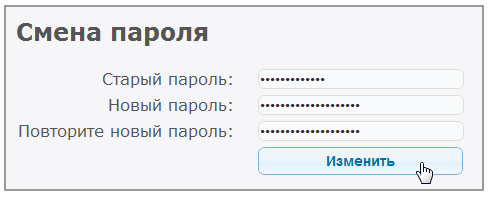 Смена пароля
Старый пароль: •••••••••••••
Новый пароль: ••••••••••••••••••••
Повторите новый пароль: ••••••••••••••••••••
Изменить